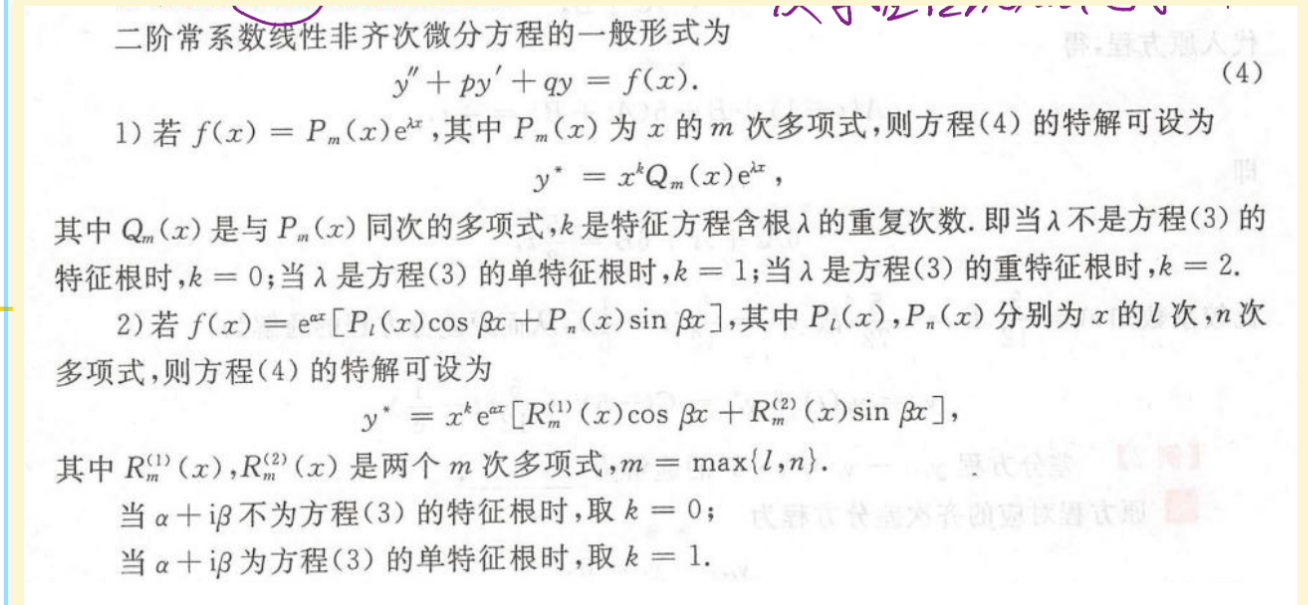 二阶常系数线性非齐次微分方程的一般形式为
y″ + py′ + qy = f(x). (4)
1) 若 f(x) = Pₘ(x)e^{λx},其中 Pₘ(x) 为 x 的 m 次多项式,则方程(4) 的特解可设为
y* = x^k Qₘ(x)e^{λx},
其中 Qₘ(x) 是与 Pₘ(x) 同次的多项式,k 是特征方程含根 λ 的重复次数. 即当 λ 不是方程(3) 的
特征根时,k = 0;当 λ 是方程(3) 的单特征根时,k = 1;当 λ 是方程(3) 的重特征根时,k = 2.
2) 若 f(x) = e^{αx}[P_l(x)cos βx + P_n(x)sin βx],其中 P_l(x),P_n(x) 分别为 x 的 l 次,n 次
多项式,则方程(4) 的特解可设为
y* = x^k e^{αx}[R_m^{(1)}(x)cos βx + R_m^{(2)}(x)sin βx],
其中 R_m^{(1)}(x),R_m^{(2)}(x) 是两个 m 次多项式,m = max{l,n}.
当 α + iβ 不为方程(3) 的特征根时,取 k = 0;
当 α + iβ 为方程(3) 的单特征根时,取 k = 1.